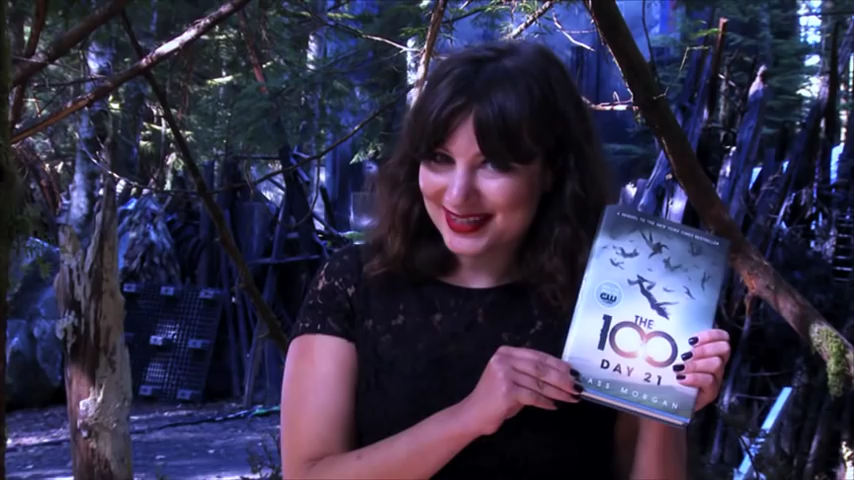 A SEQUEL TO THE NEW YORK TIMES BESTSELLER
CW
THE
100
DAY 21
ASS MORGAN